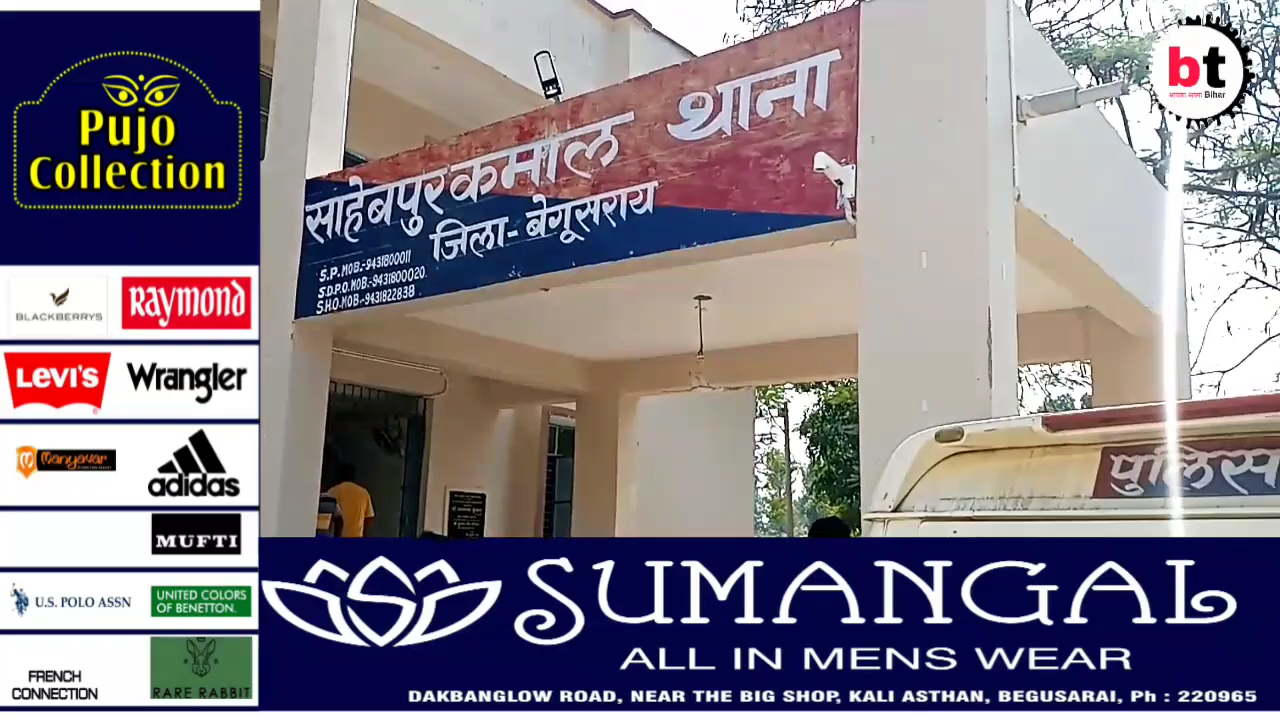 Pujo
Collection
BLACKBERRYS
RAYMOND
LEVI'S
Wrangler
Manyavar
adidas
MUFTI
U.S. POLO ASSN
UNITED COLORS
OF BENETTON.
FRENCH
CONNECTION
RARE RABBIT
bt
Bihar
साहेबपुरकमाल थाना
जिला-बेगूसराय
S.P. MOB:-9431800011
S.D.P.O. MOB:-9431800020
S.H.O. MOB:-9431822838
पुलिस
SUMANGAL
ALL IN MENS WEAR
DAKBANGLOW ROAD, NEAR THE BIG SHOP, KALI ASTHAN, BEGUSARAI, Ph : 220965